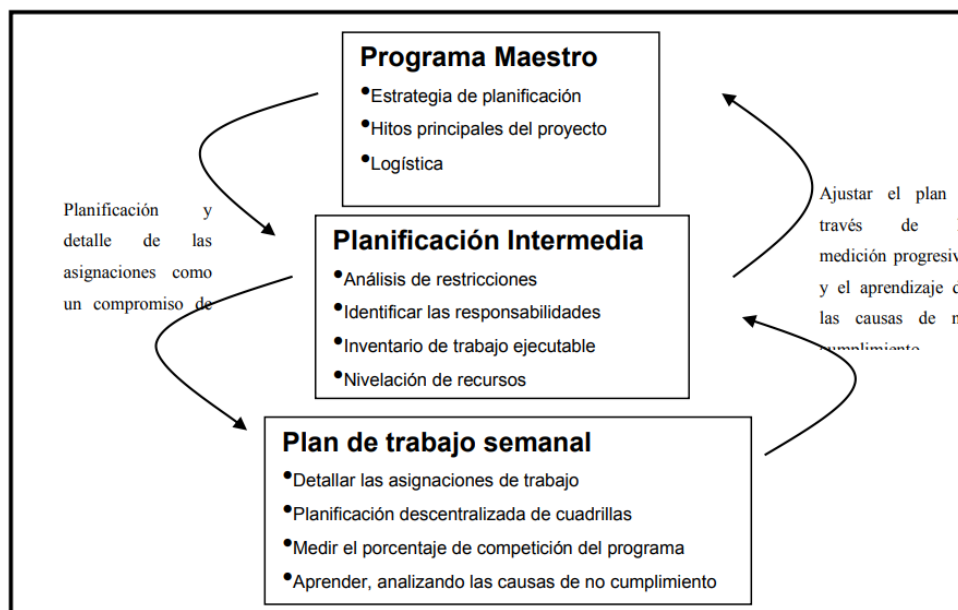 Programa Maestro
•Estrategia de planificación
•Hitos principales del proyecto
•Logística
Planificación y
detalle de las
asignaciones como
un compromiso de
Planificación Intermedia
•Análisis de restricciones
•Identificar las responsabilidades
•Inventario de trabajo ejecutable
•Nivelación de recursos
Ajustar el plan
través de
medición
y el aprendizaje
las causas de
cumplimiento
Plan de trabajo semanal
•Detallar las asignaciones de trabajo
•Planificación descentralizada de cuadrillas
•Medir el porcentaje de competición del programa
•Aprender, analizando las causas de no cumplimiento